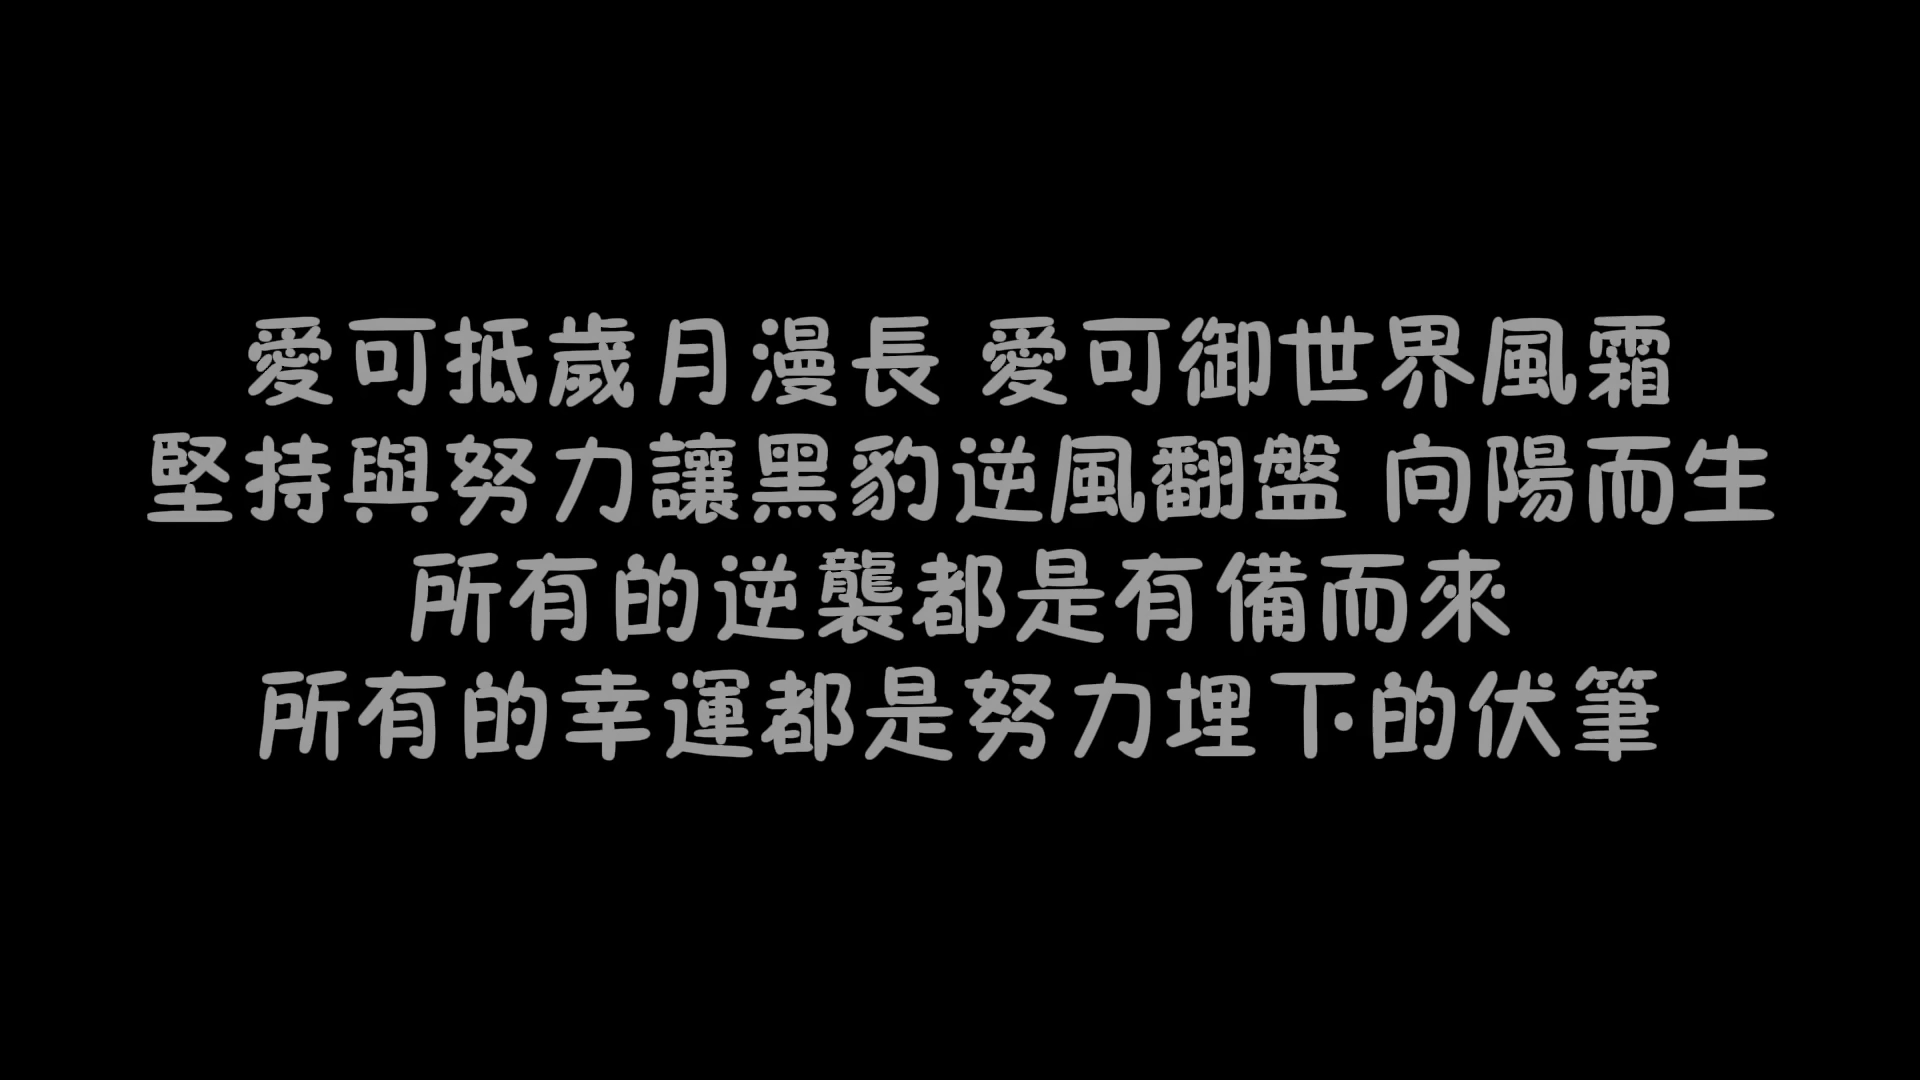 愛可抵歲月漫長 愛可御世界風霜
堅持與努力讓黑豹逆風翻盤 向陽而生
所有的逆襲都是有備而來
所有的幸運都是努力埋下的伏筆